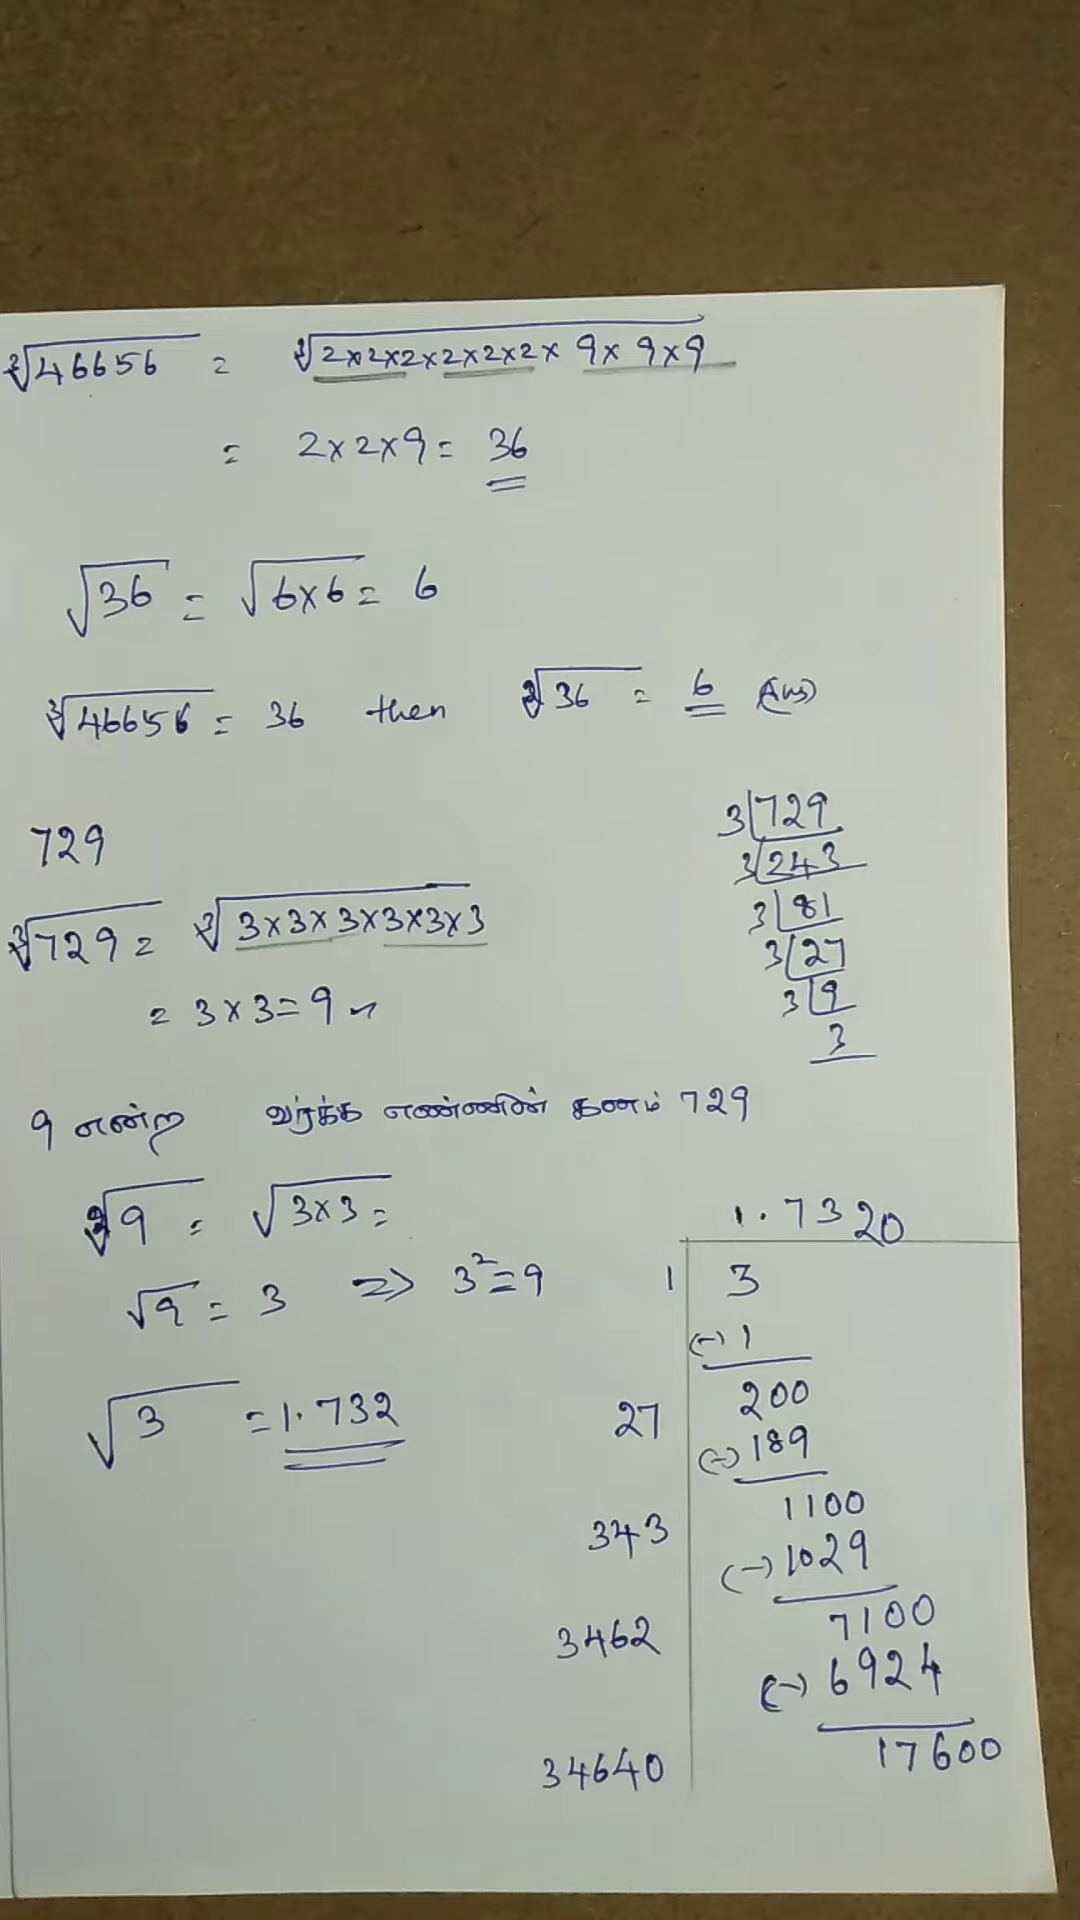 ∛46656 = ∛2×2×2×2×2×2× 9× 9×9
= 2×2×9= 36
√36 = √6×6 = 6
∛46656 = 36 then ∛36 = 6 (Ans)
729
∛729 = ∛3×3×3×3×3×3
= 3×3=9
9 என்ற வர்க்க எண்ணின் கனம் 729
9 = √3×3 =
√9 = 3 => 3²=9
√3 = 1.732
3 729
3 243
3 81
3 27
3 9
3
1.7320
1 3
(-) 1
200
27
(-) 189
1100
343
(-) 1029
7100
3462
(-) 6924
17600
34640